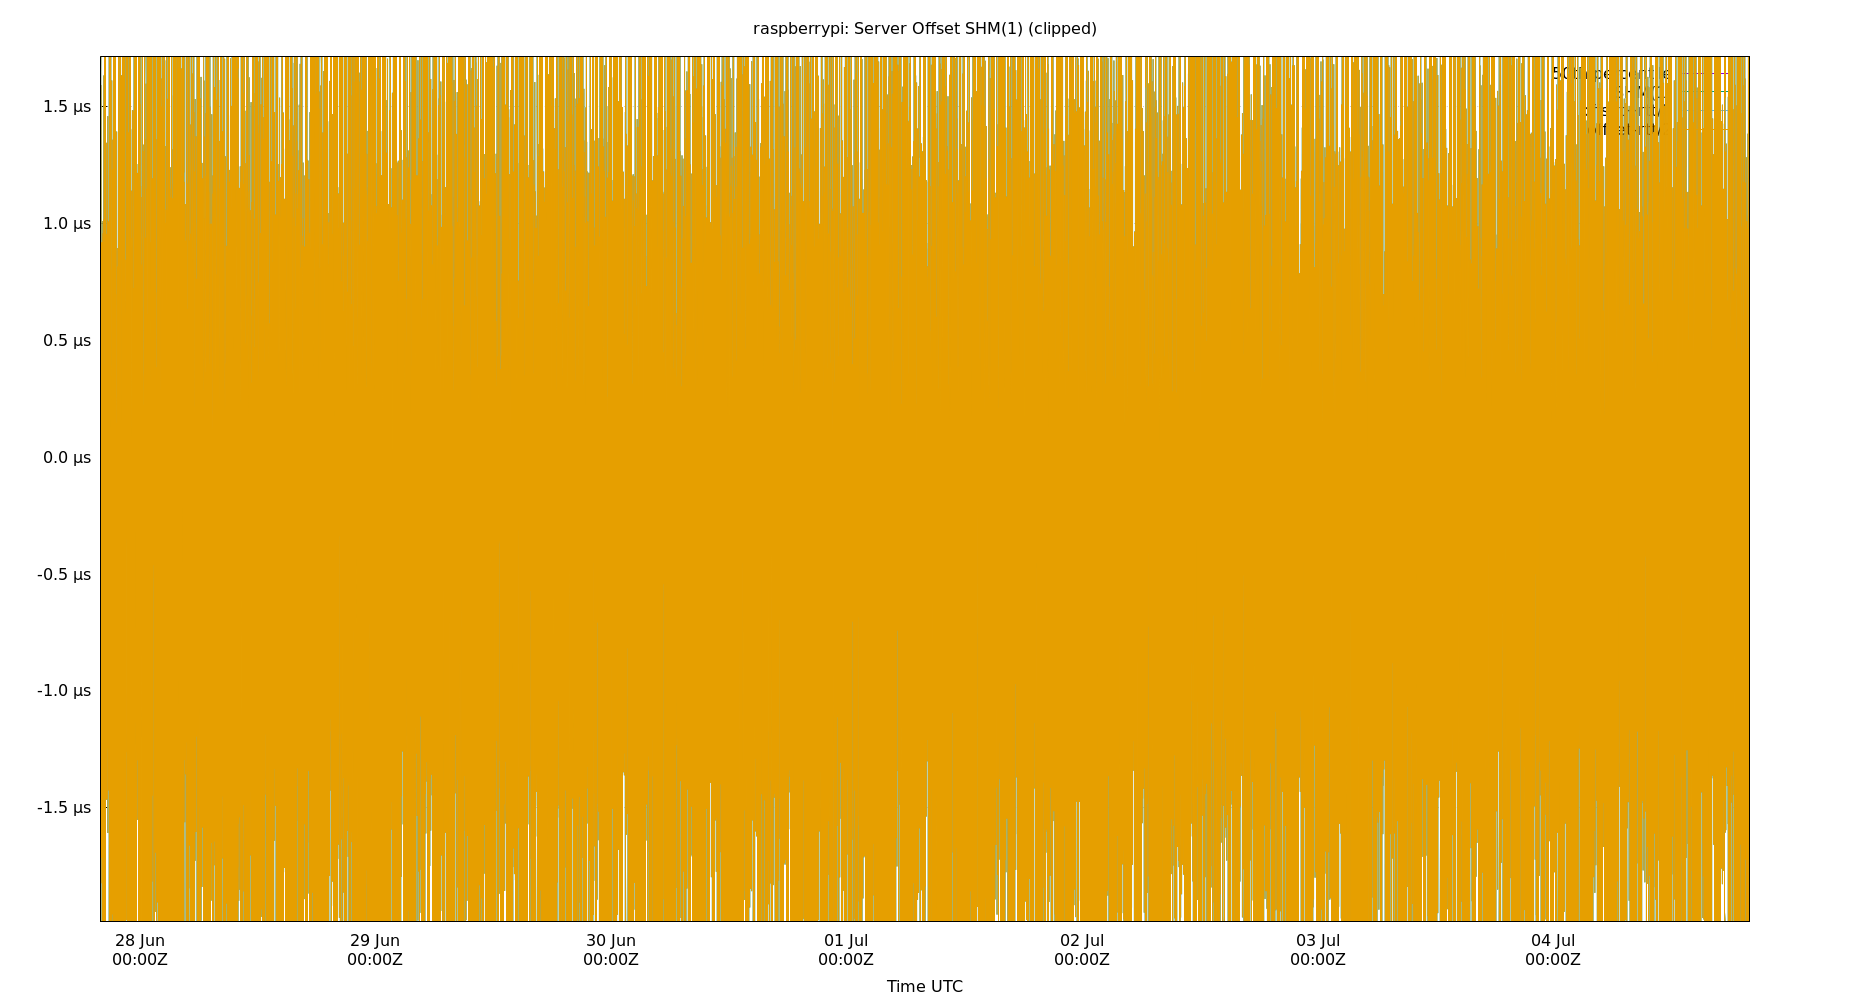 raspberrypi: Server Offset SHM(1) (clipped)
1.5 µs
1.0 µs
0.5 µs
0.0 µs
-0.5 µs
-1.0 µs
-1.5 µs
28 Jun 29 Jun 30 Jun 01 Jul 02 Jul 03 Jul 04 Jul
00:00Z 00:00Z 00:00Z 00:00Z 00:00Z 00:00Z 00:00Z
Time UTC